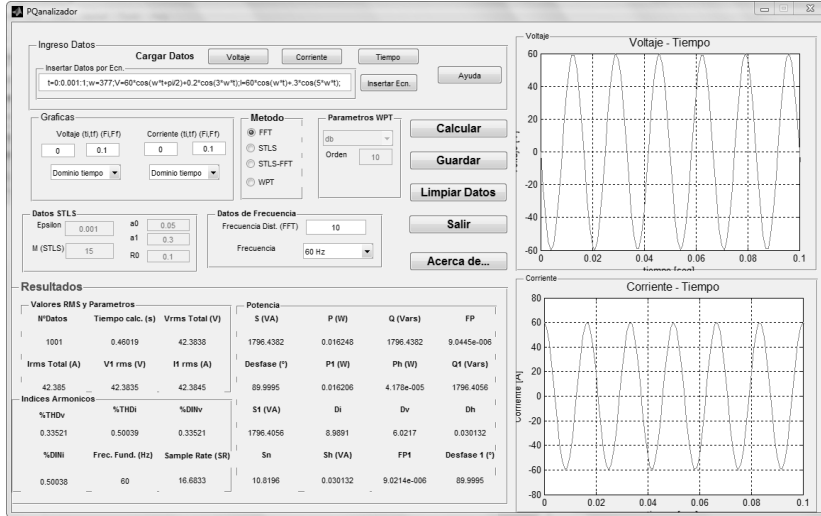 PQanalizador
Ingreso Datos
Cargar Datos Voltaje Corriente Tiempo
Insertar Datos por Ecn.
t=0:0.001:1;w=377;V=60*cos(w*t+pi/2)+0.2*cos(3*w*t);I=60*cos(w*t)+.3*cos(5*w*t);
Insertar Ecn.
Ayuda
Graficas
Voltaje (ti,tf) (Fi,Ff) Corriente (ti,tf) (Fi,Ff)
0 0.1 0 0.1
Dominio tiempo Dominio tiempo
Metodo
FFT
STLS
STLS-FFT
WPT
Parametros WPT
db
Orden 10
Calcular
Guardar
Limpiar Datos
Salir
Acerca de...
Datos STLS
Epsilon 0.001 a0 0.05
a1 0.3
M (STLS) 15 R0 0.1
Datos de Frecuencia
Frecuencia Dist. (FFT) 10
Frecuencia 60 Hz
Resultados
Valores RMS y Parametros
NºDatos Tiempo calc. (s) Vrms Total (V)
1001 0.46019 42.3838
Irms Total (A) V1 rms (V) I1 rms (A)
42.385 42.3835 42.3845
Indices Armonicos
%THDv %THDi %DINv
0.33521 0.50039 0.33521
%DINi Frec. Fund. (Hz) Sample Rate (SR)
0.50038 60 16.6833
Potencia
S (VA) P (W) Q (Vars) FP
1796.4382 0.016248 1796.4382 9.0445e-006
Desfase (º) P1 (W) Ph (W) Q1 (Vars)
89.9995 0.016206 4.178e-005 1796.4056
S1 (VA) Di Dv Dh
1796.4056 8.9891 6.0217 0.030132
Sn Sh (VA) FP1 Desfase 1 (º)
10.8196 0.030132 9.0214e-006 89.9995
Voltaje
Voltaje - Tiempo
60
40
20
0
-20
-40
-60
0 0.02 0.04 0.06 0.08 0.1
tiempo [seg]
Corriente
Corriente - Tiempo
Corriente [A]
80
60
40
20
0
-20
-40
-60
-80
0 0.02 0.04 0.06 0.08 0.1